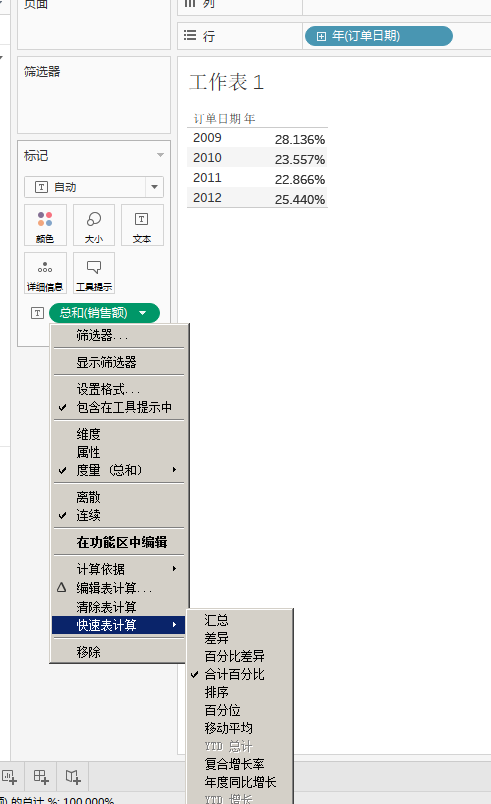 页面
列
行
年(订单日期)
筛选器
工作表 1
订单日期 年
2009 28.136%
2010 23.557%
2011 22.866%
2012 25.440%
标记
自动
颜色 大小 文本
详细信息 工具提示
总和(销售额)
筛选器...
显示筛选器
设置格式...
包含在工具提示中
维度
属性
度量 (总和)
离散
连续
在功能区中编辑
计算依据
编辑表计算...
清除表计算
快速表计算
移除
汇总
差异
百分比差异
合计百分比
排序
百分位
移动平均
YTD 总计
复合增长率
年度同比增长
YTD 增长
的总计 %: 100.000%